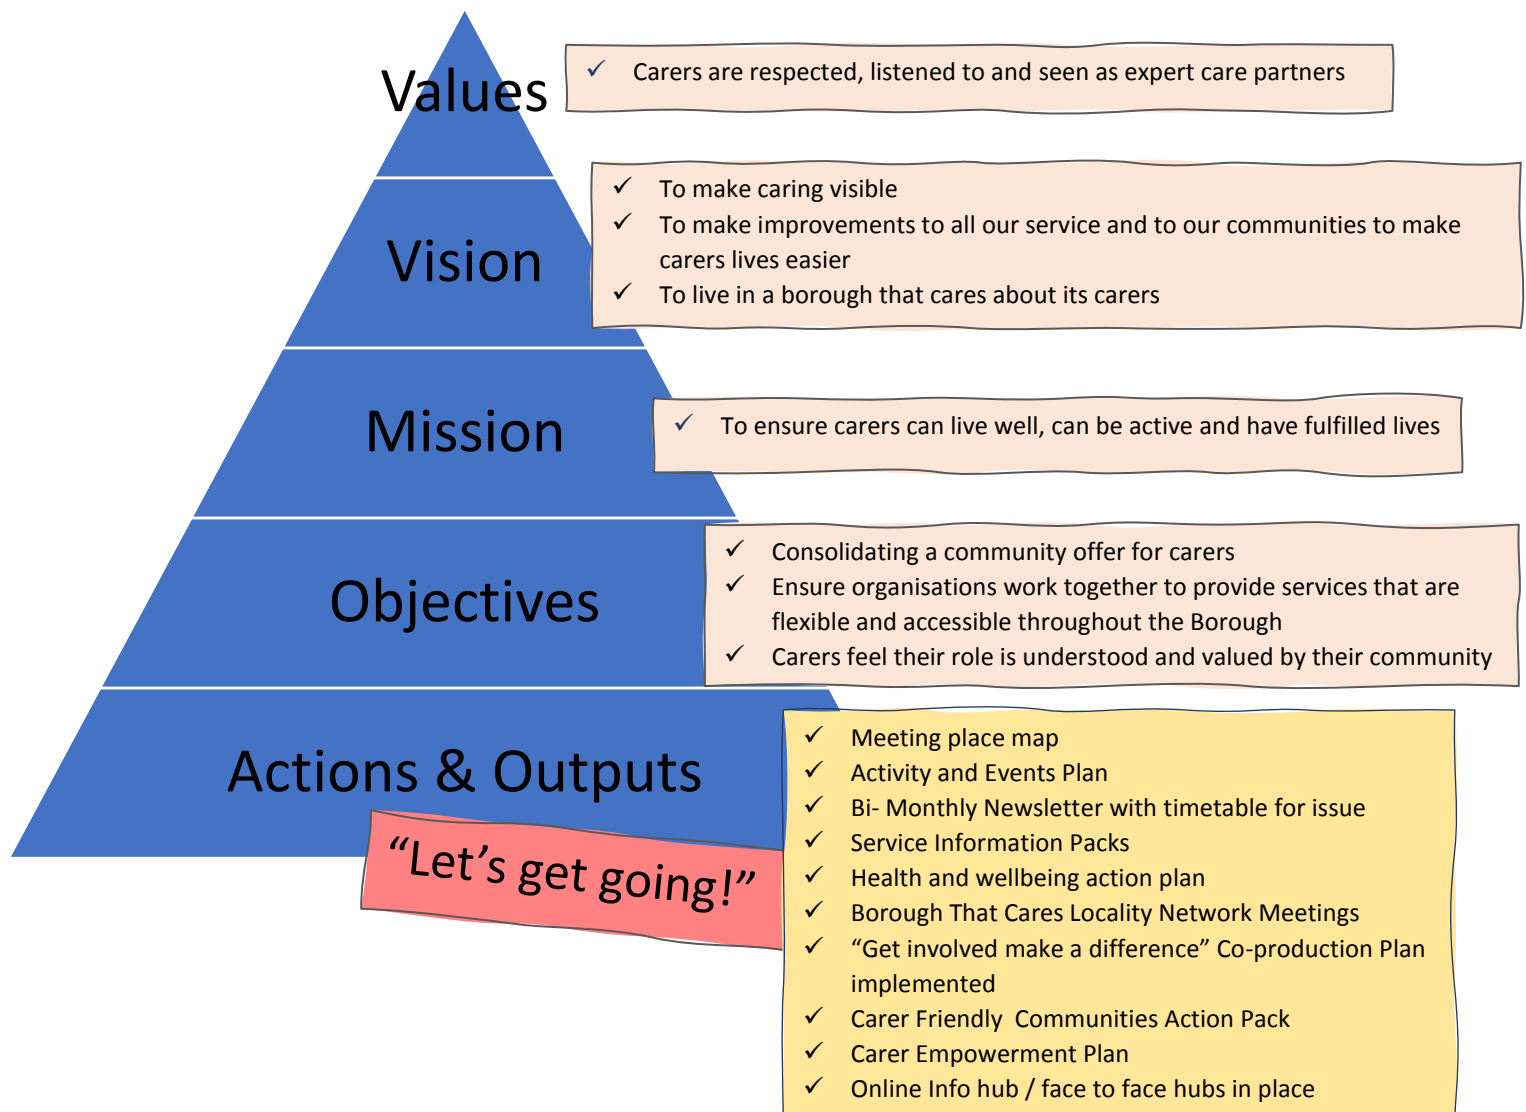 Values
✓ Carers are respected, listened to and seen as expert care partners
Vision
✓ To make caring visible
✓ To make improvements to all our service and to our communities to make
carers lives easier
✓ To live in a borough that cares about its carers
Mission
✓ To ensure carers can live well, can be active and have fulfilled lives
Objectives
✓ Consolidating a community offer for carers
✓ Ensure organisations work together to provide services that are
flexible and accessible throughout the Borough
✓ Carers feel their role is understood and valued by their community
Actions & Outputs
“Let’s get going!”
✓ Meeting place map
✓ Activity and Events Plan
✓ Bi- Monthly Newsletter with timetable for issue
✓ Service Information Packs
✓ Health and wellbeing action plan
✓ Borough That Cares Locality Network Meetings
✓ “Get involved make a difference” Co-production Plan
implemented
✓ Carer Friendly  Communities Action Pack
✓ Carer Empowerment Plan
✓ Online Info hub / face to face hubs in place